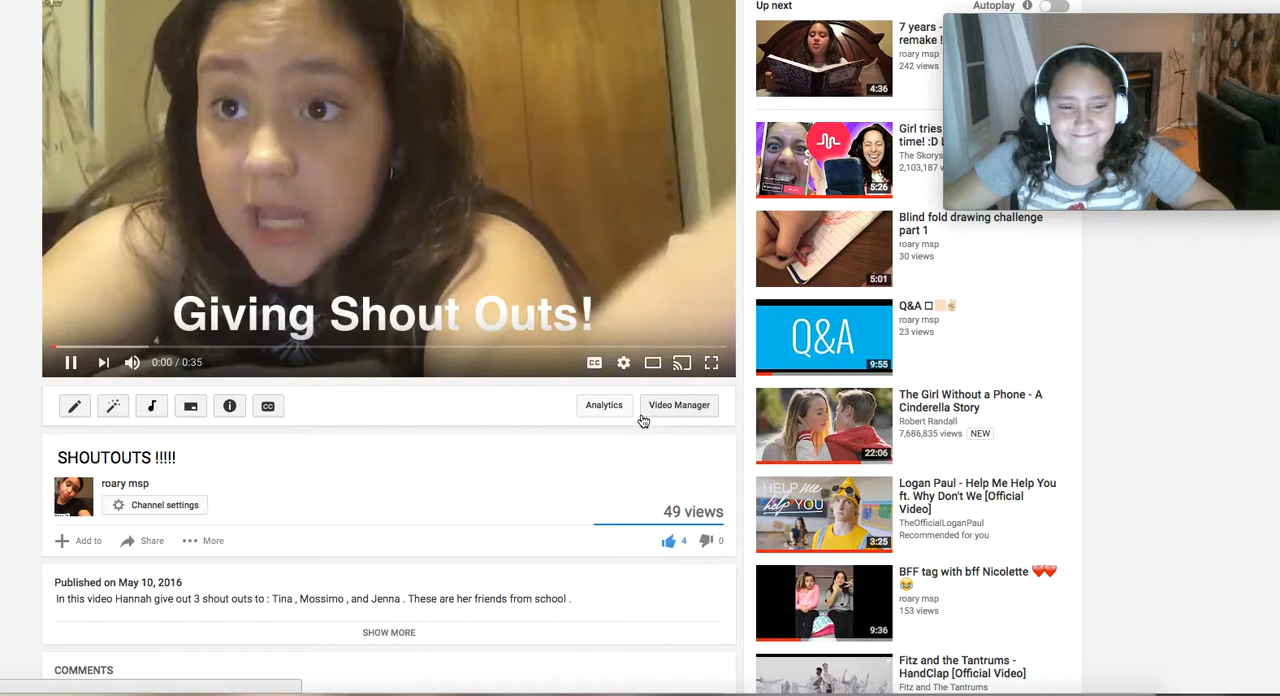 Up next
Autoplay
7 years -
remake !
roary msp
242 views
4:36
Girl tries
time! :D
The Skorys
2,103,187
5:26
Giving Shout Outs!
0:00 / 0:35
CC
Blind fold drawing challenge
part 1
roary msp
30 views
5:01
Q&A
Q&A
roary msp
23 views
9:55
Analytics
Video Manager
CC
The Girl Without a Phone - A
Cinderella Story
Robert Randall
7,686,835 views NEW
22:06
SHOUTOUTS !!!!!
roary msp
Channel settings
49 views
Add to
Share
More
4
0
HELP me
help YOU
Logan Paul - Help Me Help You
ft. Why Don't We [Official
Video]
TheOfficialLoganPaul
Recommended for you
3:25
Published on May 10, 2016
In this video Hannah give out 3 shout outs to : Tina , Mossimo , and Jenna . These are her friends from school .
SHOW MORE
BFF tag with bff Nicolette ❤️❤️
😂
roary msp
153 views
9:36
COMMENTS
Fitz and the Tantrums -
HandClap [Official Video]
Fitz and The Tantrums